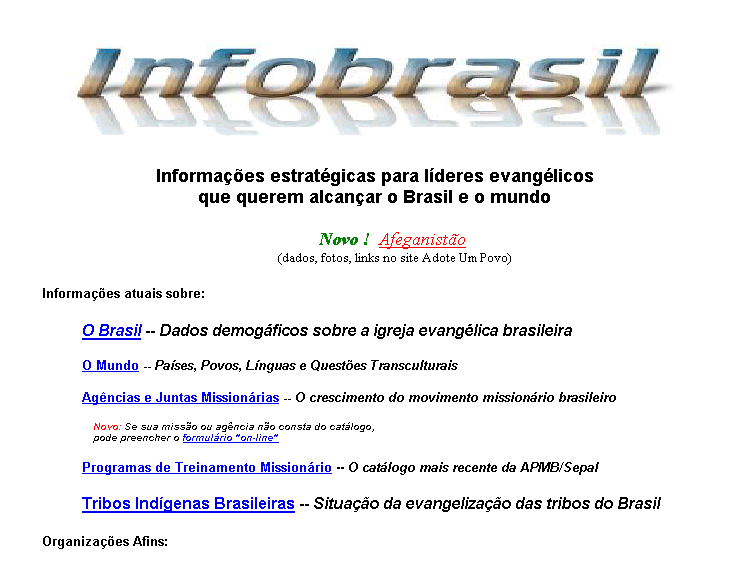 Infobrasil
Informações estratégicas para líderes evangélicos
que querem alcançar o Brasil e o mundo
Novo ! Afeganistão
(dados, fotos, links no site Adote Um Povo)
Informações atuais sobre:
O Brasil -- Dados demogáficos sobre a igreja evangélica brasileira
O Mundo -- Países, Povos, Línguas e Questões Transculturais
Agências e Juntas Missionárias -- O crescimento do movimento missionário brasileiro
Novo: Se sua missão ou agência não consta do catálogo,
pode preencher o formulário "on-line"
Programas de Treinamento Missionário -- O catálogo mais recente da APMB/Sepal
Tribos Indígenas Brasileiras -- Situação da evangelização das tribos do Brasil
Organizações Afins: